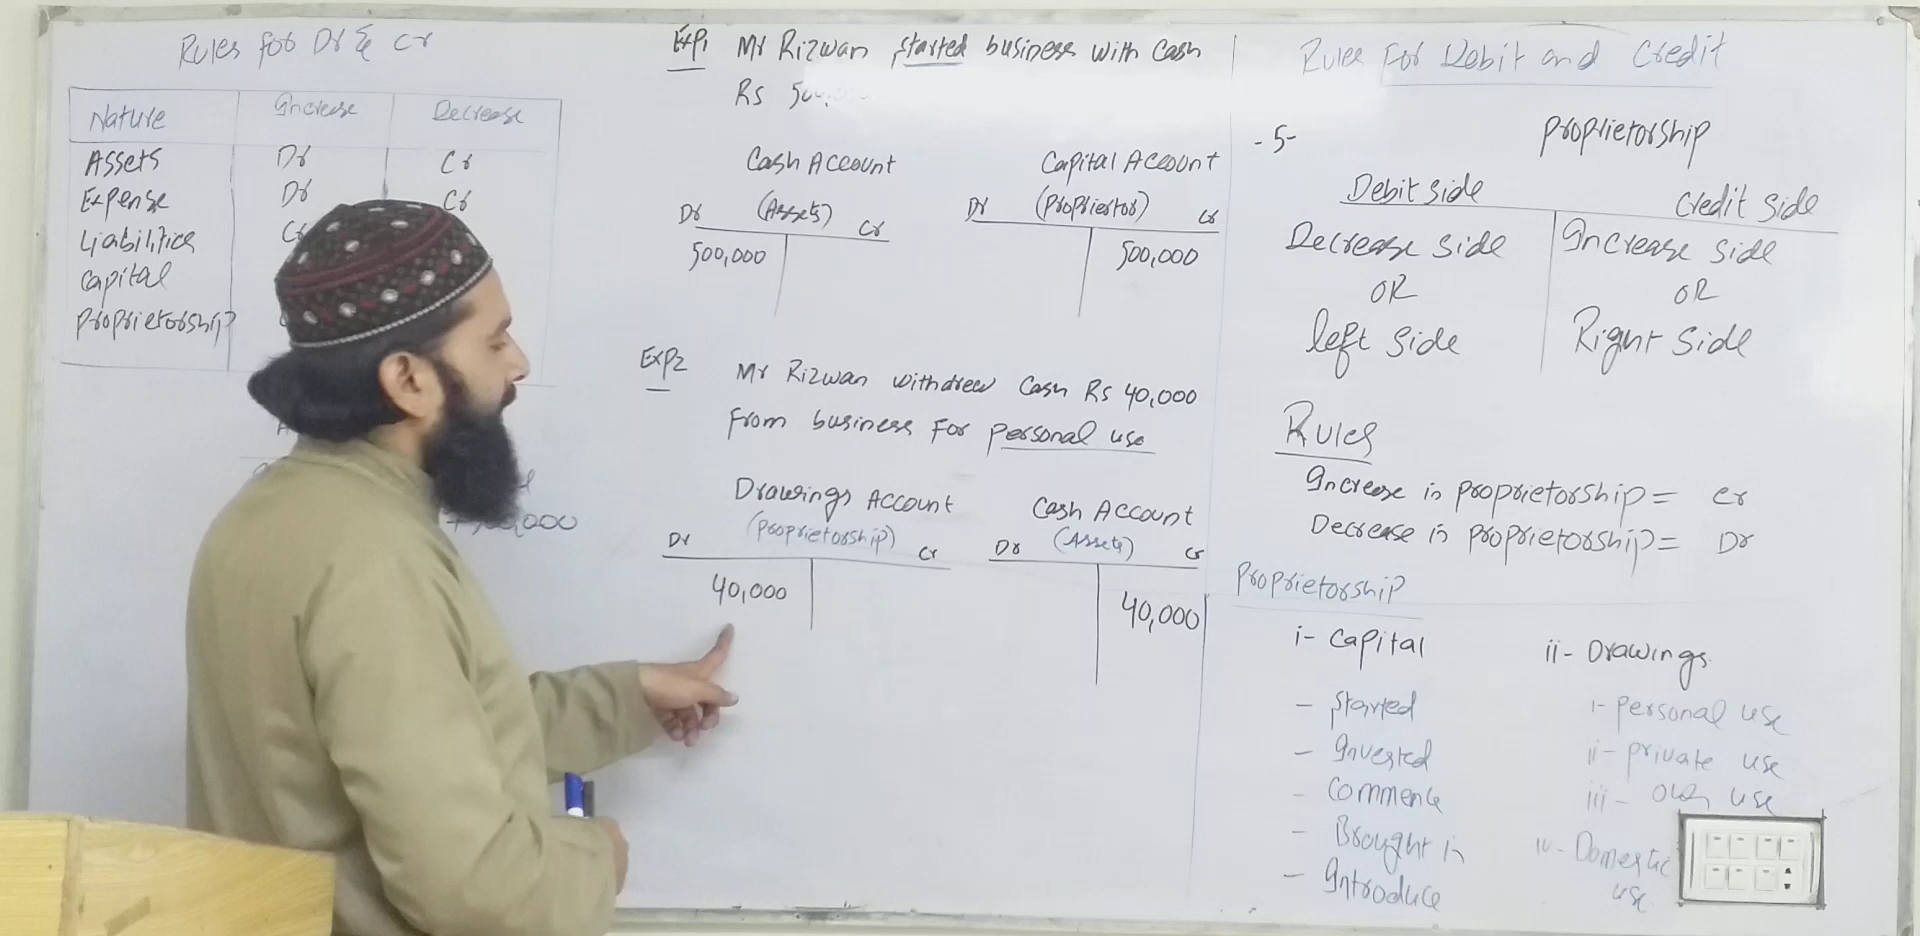 Rules for Dr & Cr
Nature Increase Decrease
Assets Dr Cr
Expense Dr Cr
Liabilities Cr
Capital
Proprietorship
000
Exp1 Mr Rizwan started business with Cash
Rs
Cash Account
(Assets)
Dr Cr
500,000
Capital Account
(Propriertor)
Dr Cr
500,000
Exp2 Mr Rizwan withdrew Cash Rs 40,000
From business For personal use
Drawings Account
(Proprietorship)
Dr Cr
40,000
Cash Account
(Assets)
Dr Cr
40,000
Rules For Debit and Credit
-5- Proprietorship
Debit side Credit side
Decrease side Increase side
OR OR
left side Right side
Rules
Increase in proprietorship = Cr
Decrease in proprietorship = Dr
Proprietorship
i- Capital
- Started
- Invested
- Commence
- Brought in
- Introduce
ii- Drawings
i- Personal use
ii- private use
iii- use
iv- Domestic
use